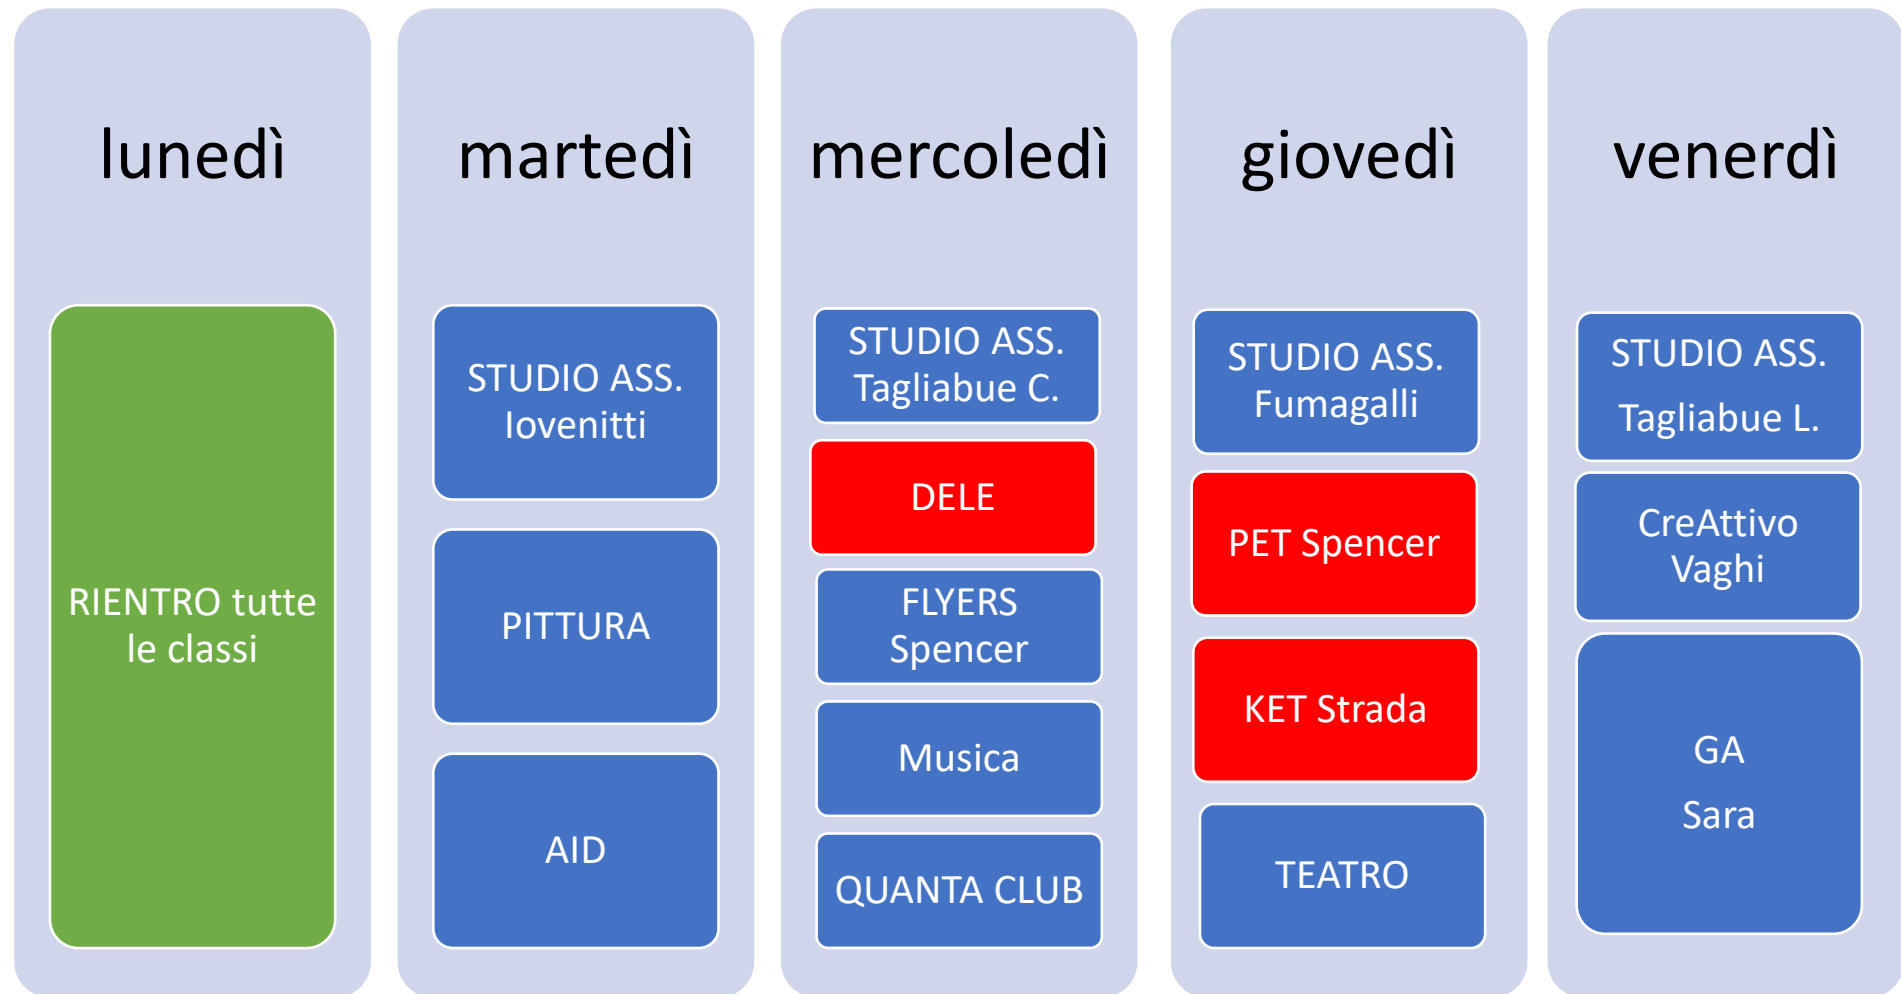 lunedì
RIENTRO tutte
le classi
martedì
STUDIO ASS.
Iovenitti
PITTURA
AID
mercoledì
STUDIO ASS.
Tagliabue C.
DELE
FLYERS
Spencer
Musica
QUANTA CLUB
giovedì
STUDIO ASS.
Fumagalli
PET Spencer
KET Strada
TEATRO
venerdì
STUDIO ASS.
Tagliabue L.
CreAttivo
Vaghi
GA
Sara